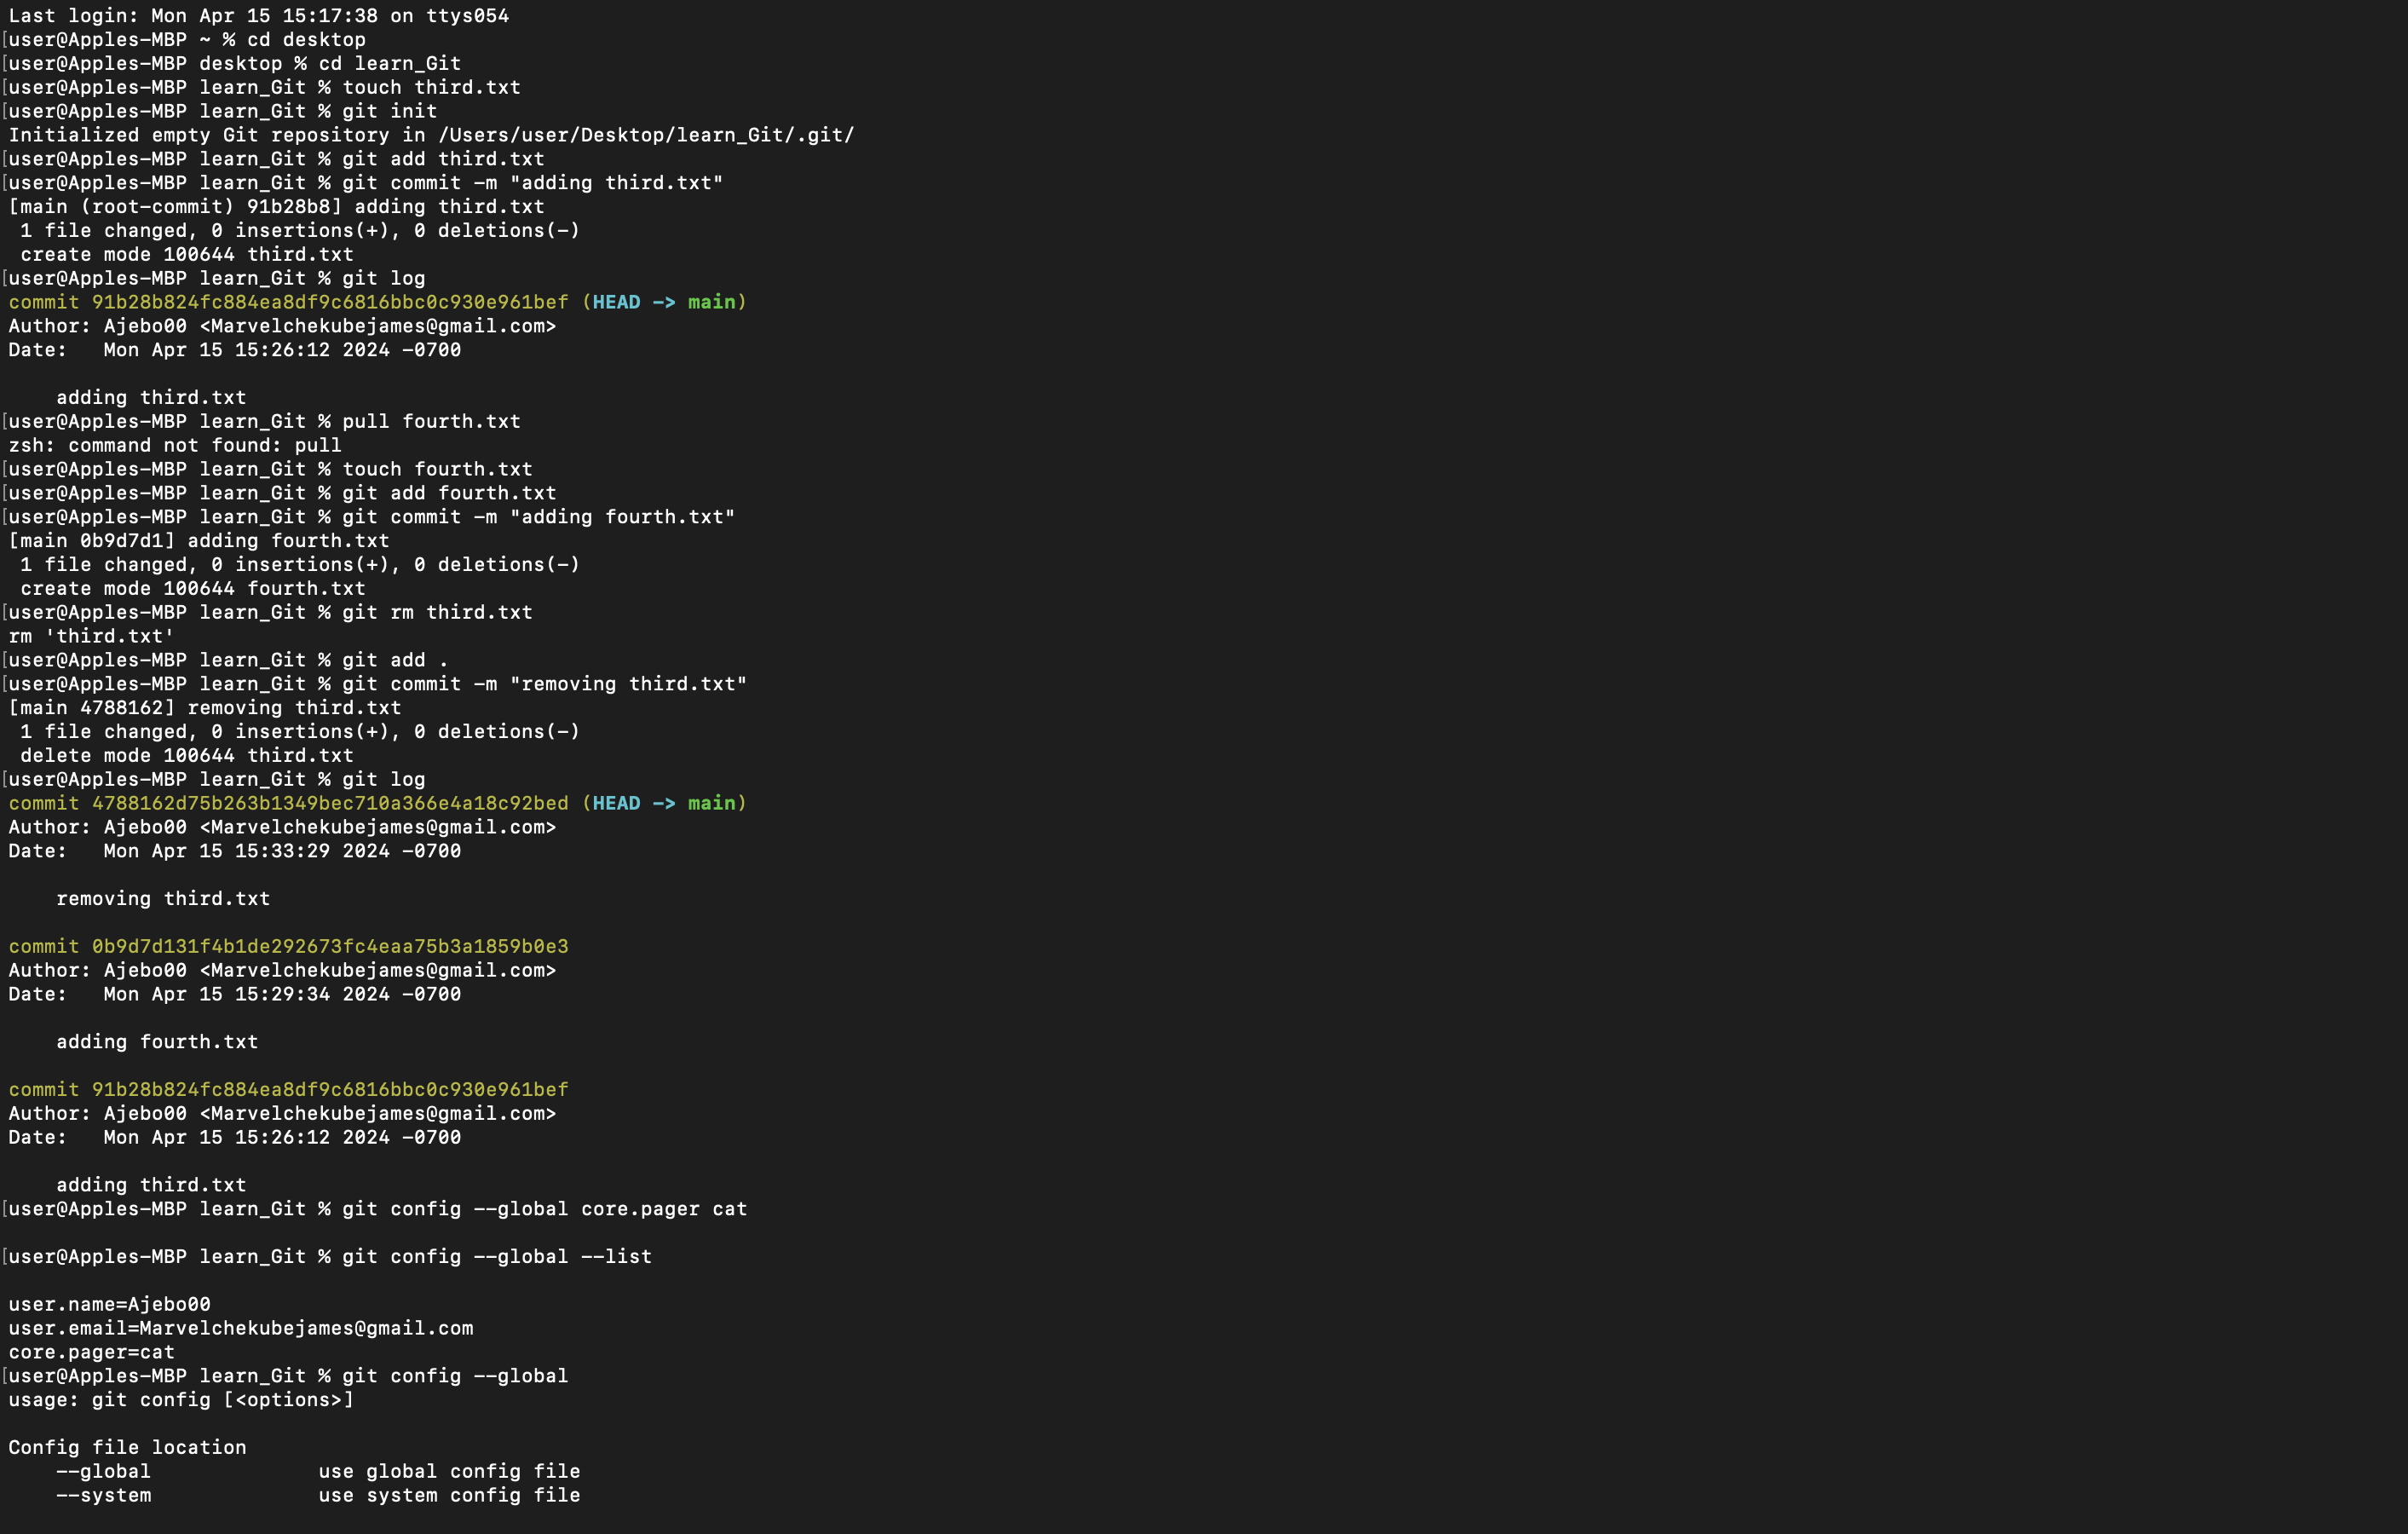 Last login: Mon Apr 15 15:17:38 on ttys054
[user@Apples-MBP ~ % cd desktop
[user@Apples-MBP desktop % cd learn_Git
[user@Apples-MBP learn_Git % touch third.txt
[user@Apples-MBP learn_Git % git init
Initialized empty Git repository in /Users/user/Desktop/learn_Git/.git/
[user@Apples-MBP learn_Git % git add third.txt
[user@Apples-MBP learn_Git % git commit -m "adding third.txt"
[main (root-commit) 91b28b8] adding third.txt
 1 file changed, 0 insertions(+), 0 deletions(-)
 create mode 100644 third.txt
[user@Apples-MBP learn_Git % git log
commit 91b28b824fc884ea8df9c6816bbc0c930e961bef (HEAD -> main)
Author: Ajebo00 <Marvelchekubejames@gmail.com>
Date:   Mon Apr 15 15:26:12 2024 -0700

    adding third.txt
[user@Apples-MBP learn_Git % pull fourth.txt
zsh: command not found: pull
[user@Apples-MBP learn_Git % touch fourth.txt
[user@Apples-MBP learn_Git % git add fourth.txt
[user@Apples-MBP learn_Git % git commit -m "adding fourth.txt"
[main 0b9d7d1] adding fourth.txt
 1 file changed, 0 insertions(+), 0 deletions(-)
 create mode 100644 fourth.txt
[user@Apples-MBP learn_Git % git rm third.txt
rm 'third.txt'
[user@Apples-MBP learn_Git % git add .
[user@Apples-MBP learn_Git % git commit -m "removing third.txt"
[main 4788162] removing third.txt
 1 file changed, 0 insertions(+), 0 deletions(-)
 delete mode 100644 third.txt
[user@Apples-MBP learn_Git % git log
commit 4788162d75b263b1349bec710a366e4a18c92bed (HEAD -> main)
Author: Ajebo00 <Marvelchekubejames@gmail.com>
Date:   Mon Apr 15 15:33:29 2024 -0700

    removing third.txt

commit 0b9d7d131f4b1de292673fc4eaa75b3a1859b0e3
Author: Ajebo00 <Marvelchekubejames@gmail.com>
Date:   Mon Apr 15 15:29:34 2024 -0700

    adding fourth.txt

commit 91b28b824fc884ea8df9c6816bbc0c930e961bef
Author: Ajebo00 <Marvelchekubejames@gmail.com>
Date:   Mon Apr 15 15:26:12 2024 -0700

    adding third.txt
[user@Apples-MBP learn_Git % git config --global core.pager cat

[user@Apples-MBP learn_Git % git config --global --list

user.name=Ajebo00
user.email=Marvelchekubejames@gmail.com
core.pager=cat
[user@Apples-MBP learn_Git % git config --global
usage: git config [<options>]

Config file location
    --global              use global config file
    --system              use system config file